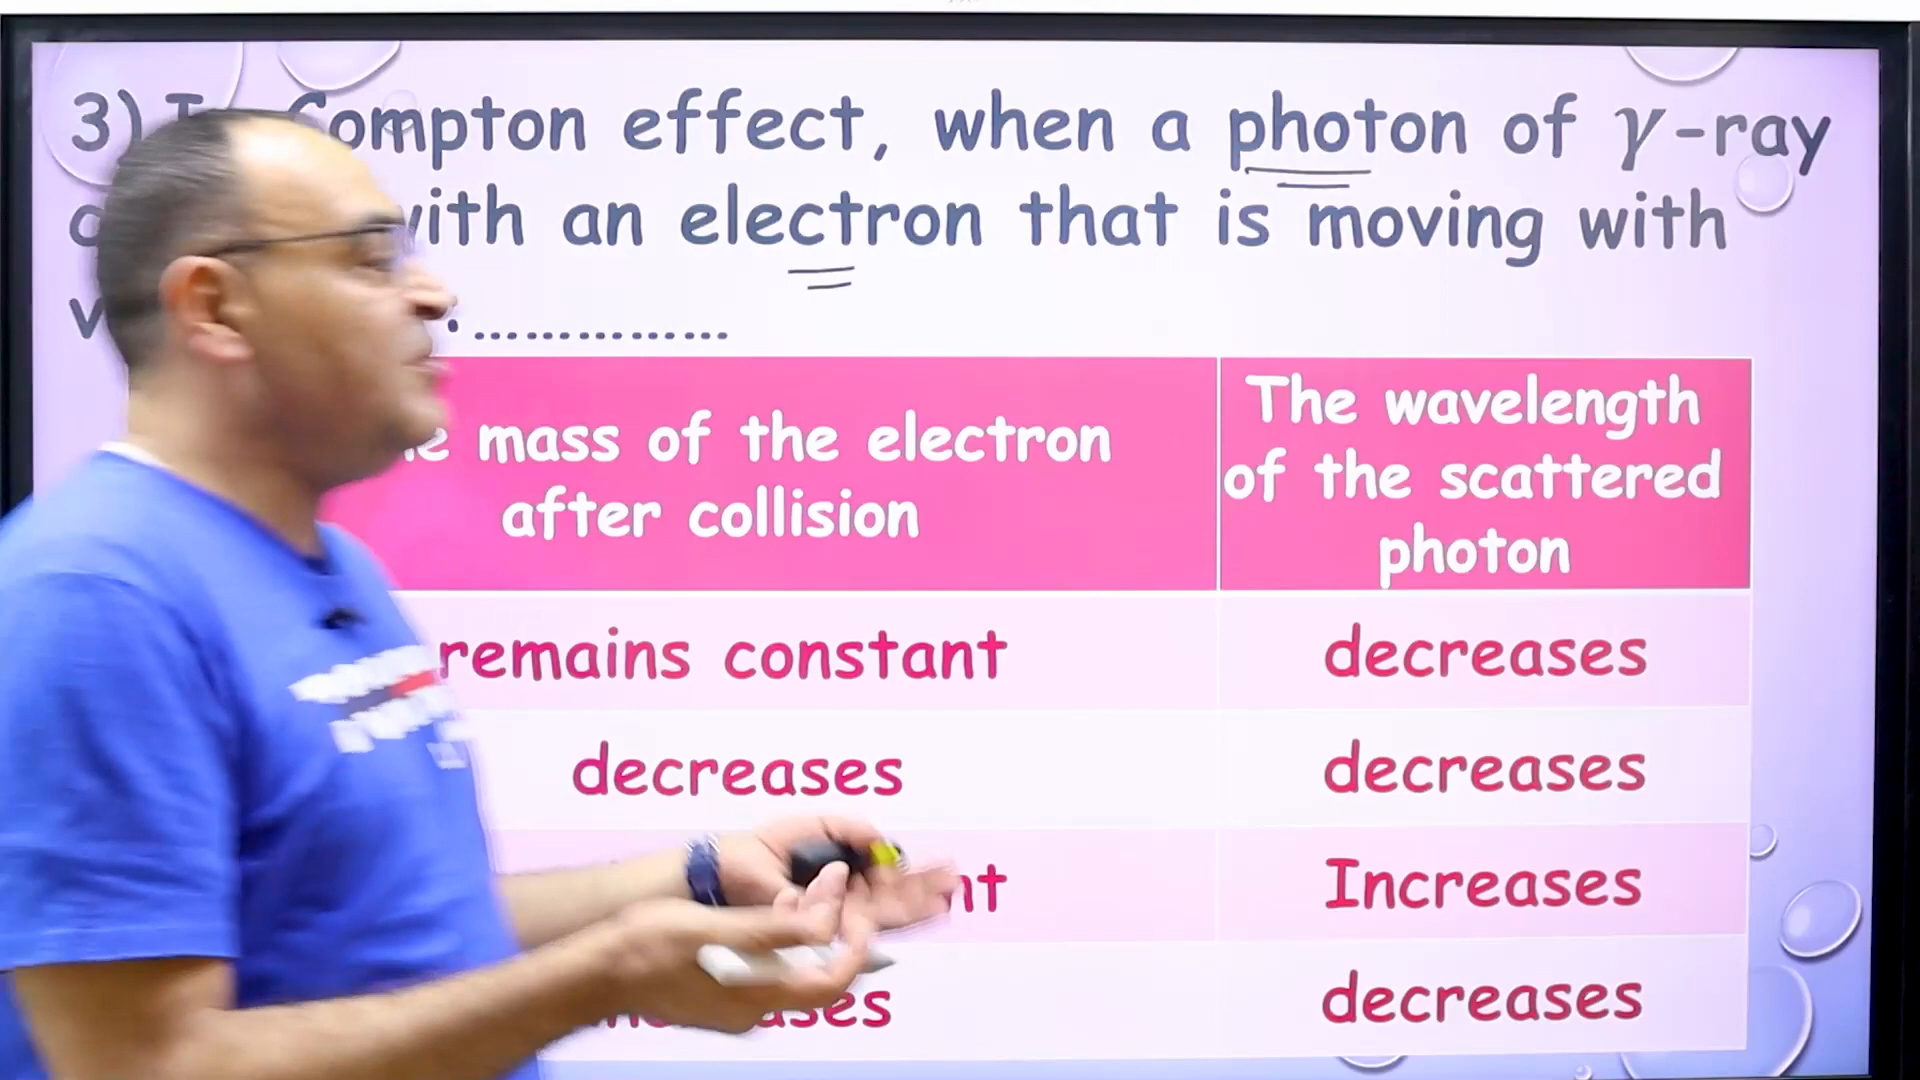 3) Compton effect, when a photon of γ-ray
with an electron that is moving with
...............
mass of the electron
after collision
The wavelength
of the scattered
photon
remains constant
decreases
decreases
decreases
Increases
decreases